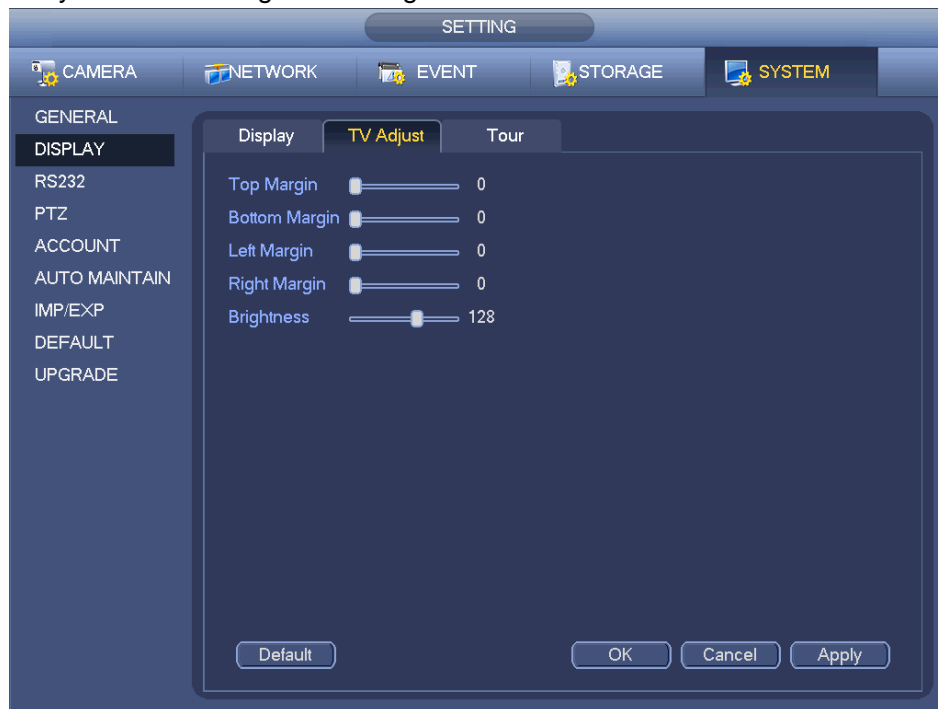 SETTING
CAMERA NETWORK EVENT STORAGE SYSTEM
GENERAL
DISPLAY
RS232
PTZ
ACCOUNT
AUTO MAINTAIN
IMP/EXP
DEFAULT
UPGRADE
Display TV Adjust Tour
Top Margin 0
Bottom Margin 0
Left Margin 0
Right Margin 0
Brightness 128
Default OK Cancel Apply